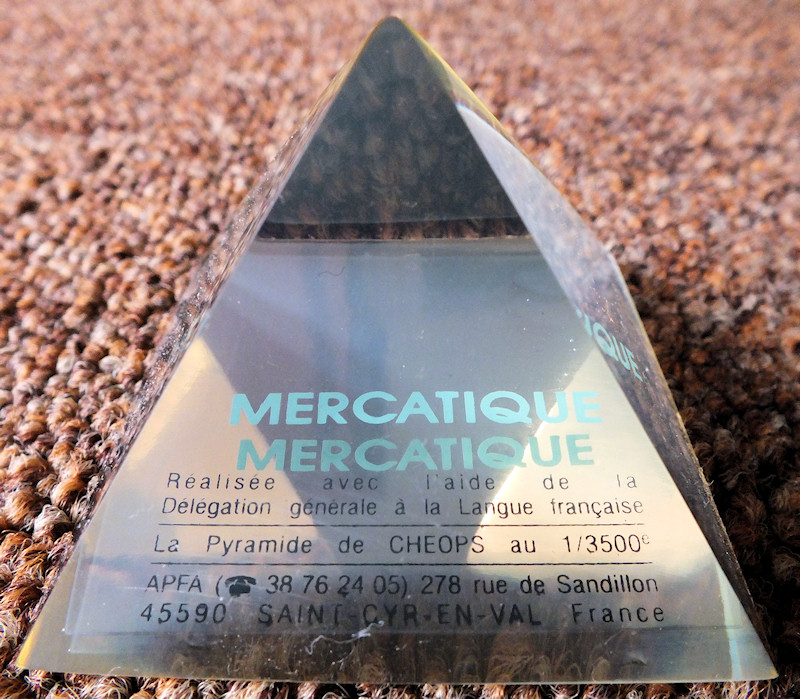 MERCATIQUE
MERCATIQUE
Réalisée avec l'aide de la
Délégation générale à la Langue française
La Pyramide de CHEOPS au 1/3500e
APFA (☎ 38 76 24 05) 278 rue de Sandillon
45590 SAINT-CYR-EN-VAL France
TIQUE